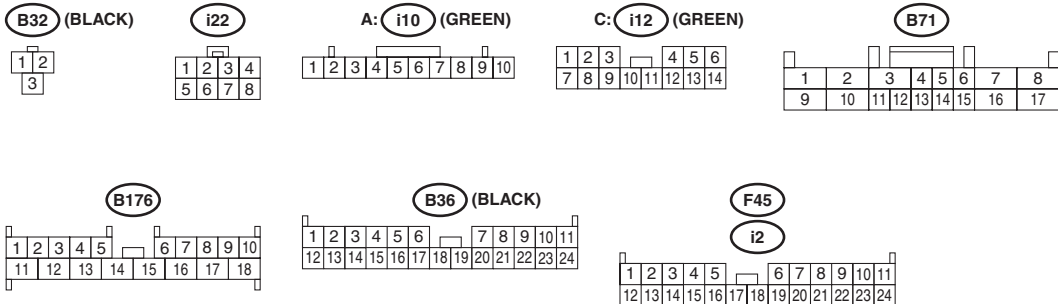 B32 (BLACK)
1 2
3
i22
1 2 3 4
5 6 7 8
A: i10 (GREEN)
1 2 3 4 5 6 7 8 9 10
C: i12 (GREEN)
1 2 3 4 5 6
7 8 9 10 11 12 13 14
B71
1 2 3 4 5 6 7 8
9 10 11 12 13 14 15 16 17
B176
1 2 3 4 5 6 7 8 9 10
11 12 13 14 15 16 17 18
B36 (BLACK)
1 2 3 4 5 6 7 8 9 10 11
12 13 14 15 16 17 18 19 20 21 22 23 24
F45
i2
1 2 3 4 5 6 7 8 9 10 11
12 13 14 15 16 17 18 19 20 21 22 23 24